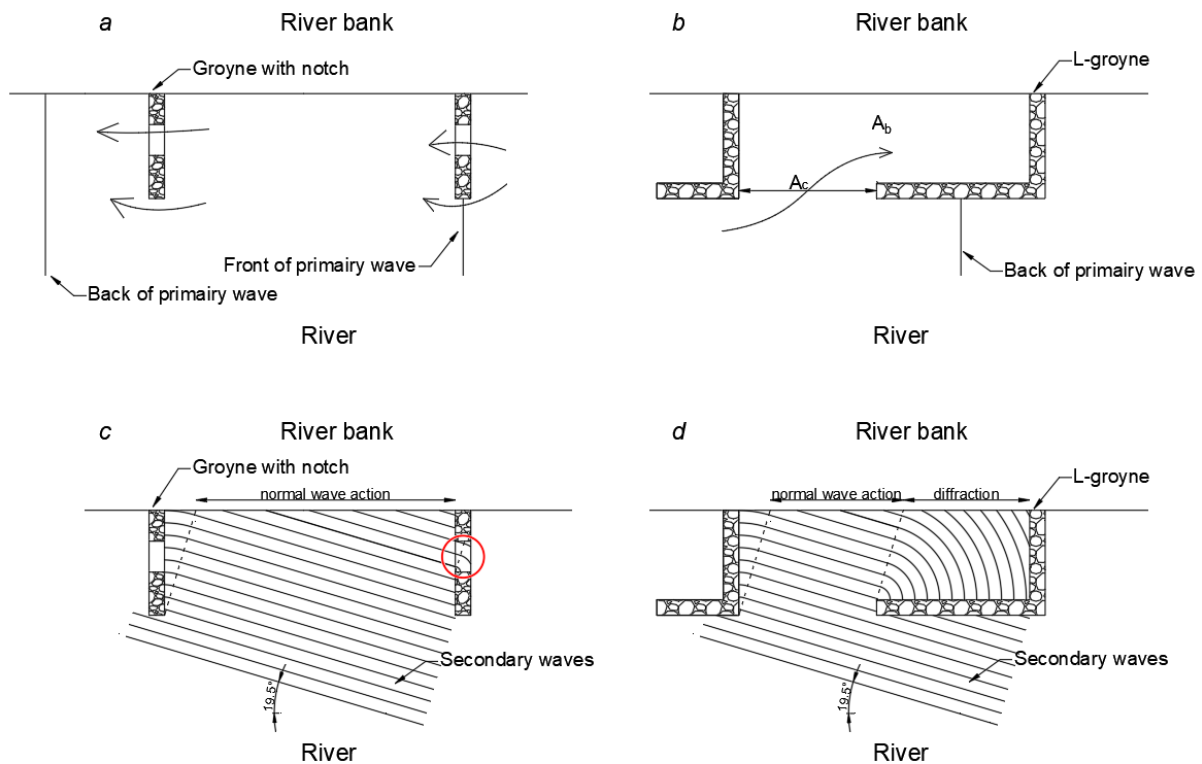 a
River bank
Groyne with notch
Front of primairy wave
Back of primairy wave
River
b
River bank
L-groyne
Ab
Ac
Back of primairy wave
River
c
River bank
Groyne with notch
normal wave action
Secondary waves
19.5°
River
d
River bank
L-groyne
normal wave action
diffraction
Secondary waves
19.5°
River